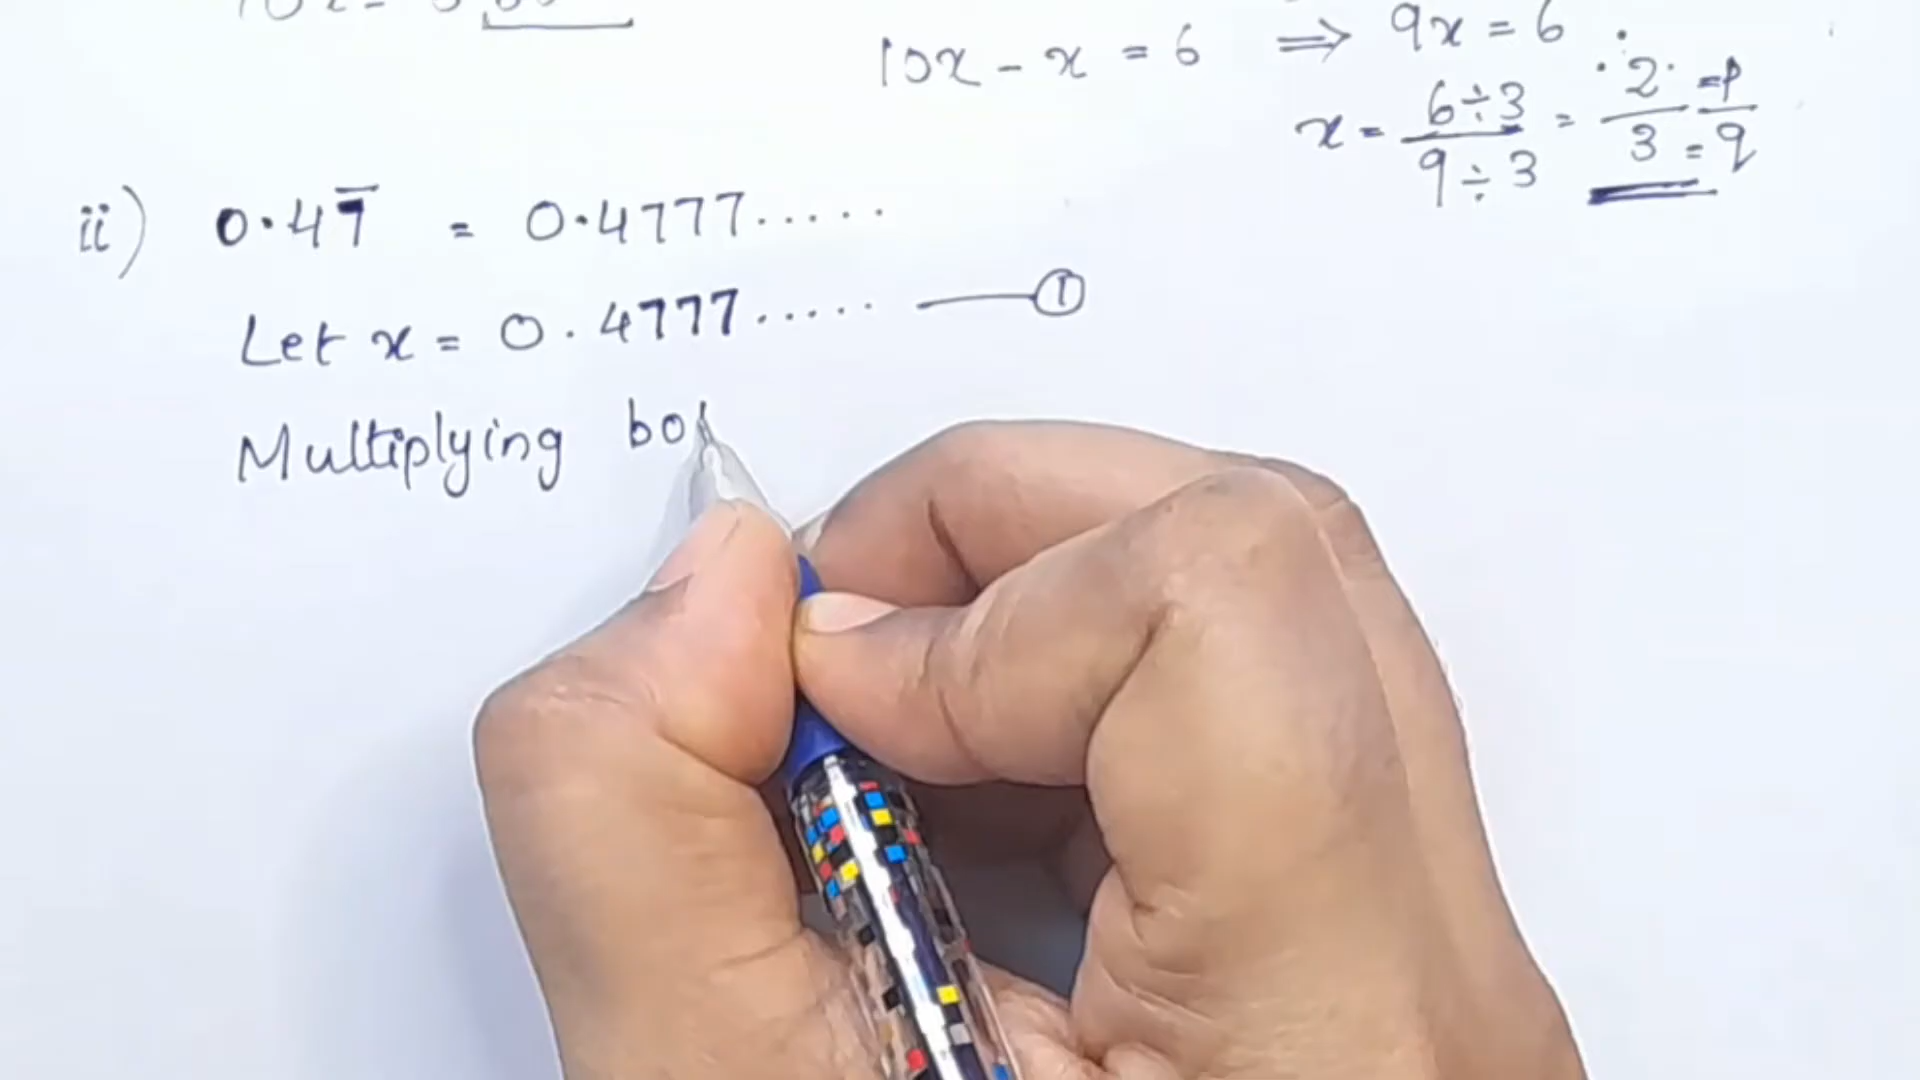 10x - x = 6 ⇒ 9x = 6
x = 6÷3/9÷3 = 2/3 = p/q
ii) 0.47̅ = 0.4777.....
Let x = 0.4777..... ——①
Multiplying bo